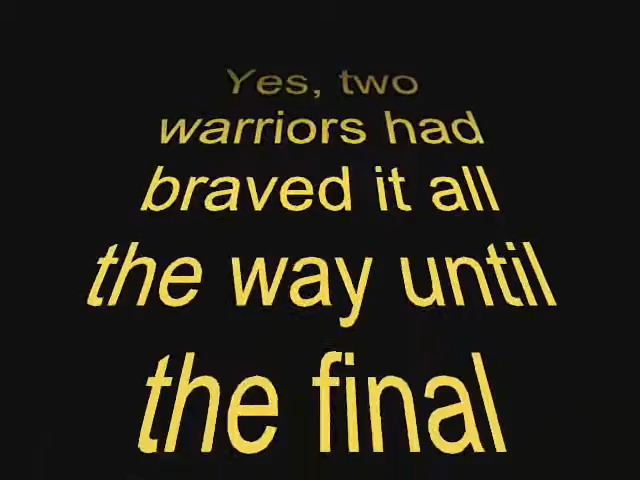 Yes, two
warriors had
braved it all
the way until
the final